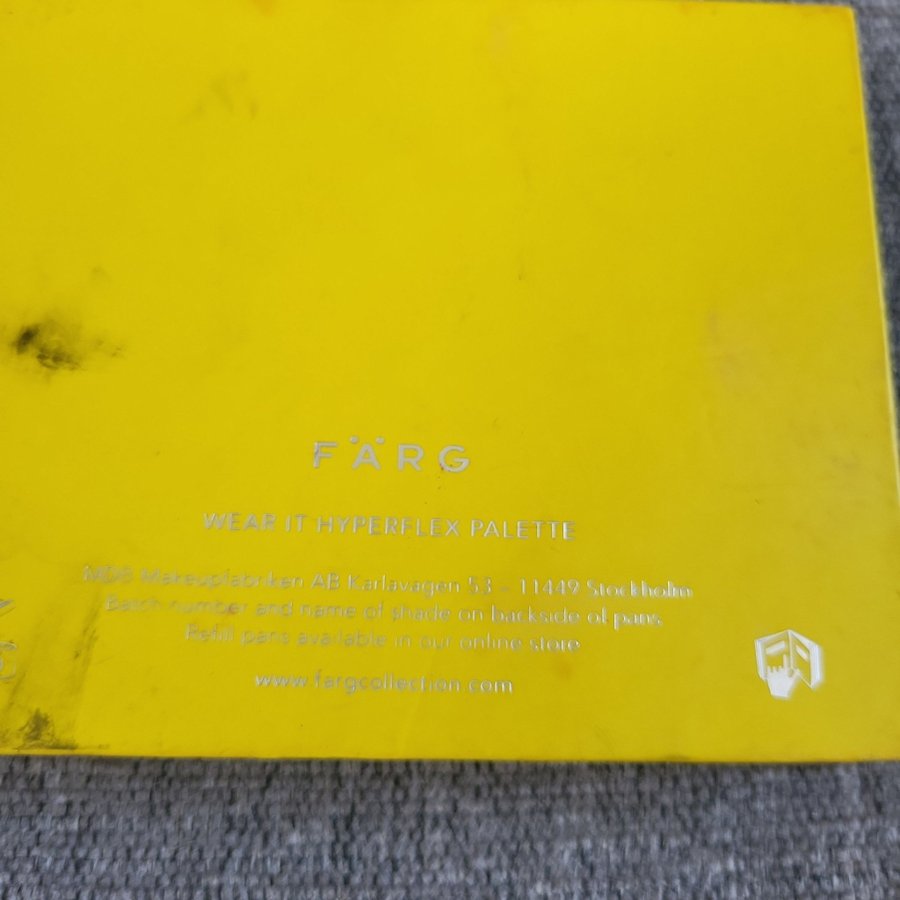 FÄRG
WEAR IT HYPERFLEX PALETTE
MDB Makeupfabriken AB Karlavagen 53 - 11449 Stockholm
Batch number and name of shade on backside of pans
Refill pans available in our online store
www.fargcollection.com